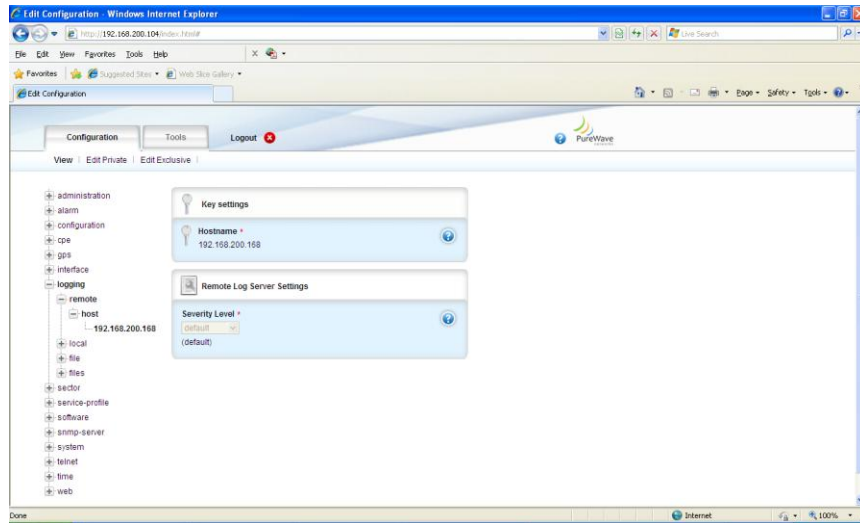 Edit Configuration - Windows Internet Explorer
http://192.168.200.104/index.html#
Live Search
File Edit View Favorites Tools Help
Favorites Suggested Sites Web Slice Gallery
Edit Configuration
Page Safety Tools
Configuration Tools Logout
PureWave
View Edit Private Edit Exclusive
administration
alarm
configuration
cpe
gps
interface
logging
remote
host
192.168.200.168
local
file
files
sector
service-profile
software
snmp-server
system
telnet
time
web
Key settings
Hostname *
192.168.200.168
Remote Log Server Settings
Severity Level *
default
(default)
Done
Internet
100%